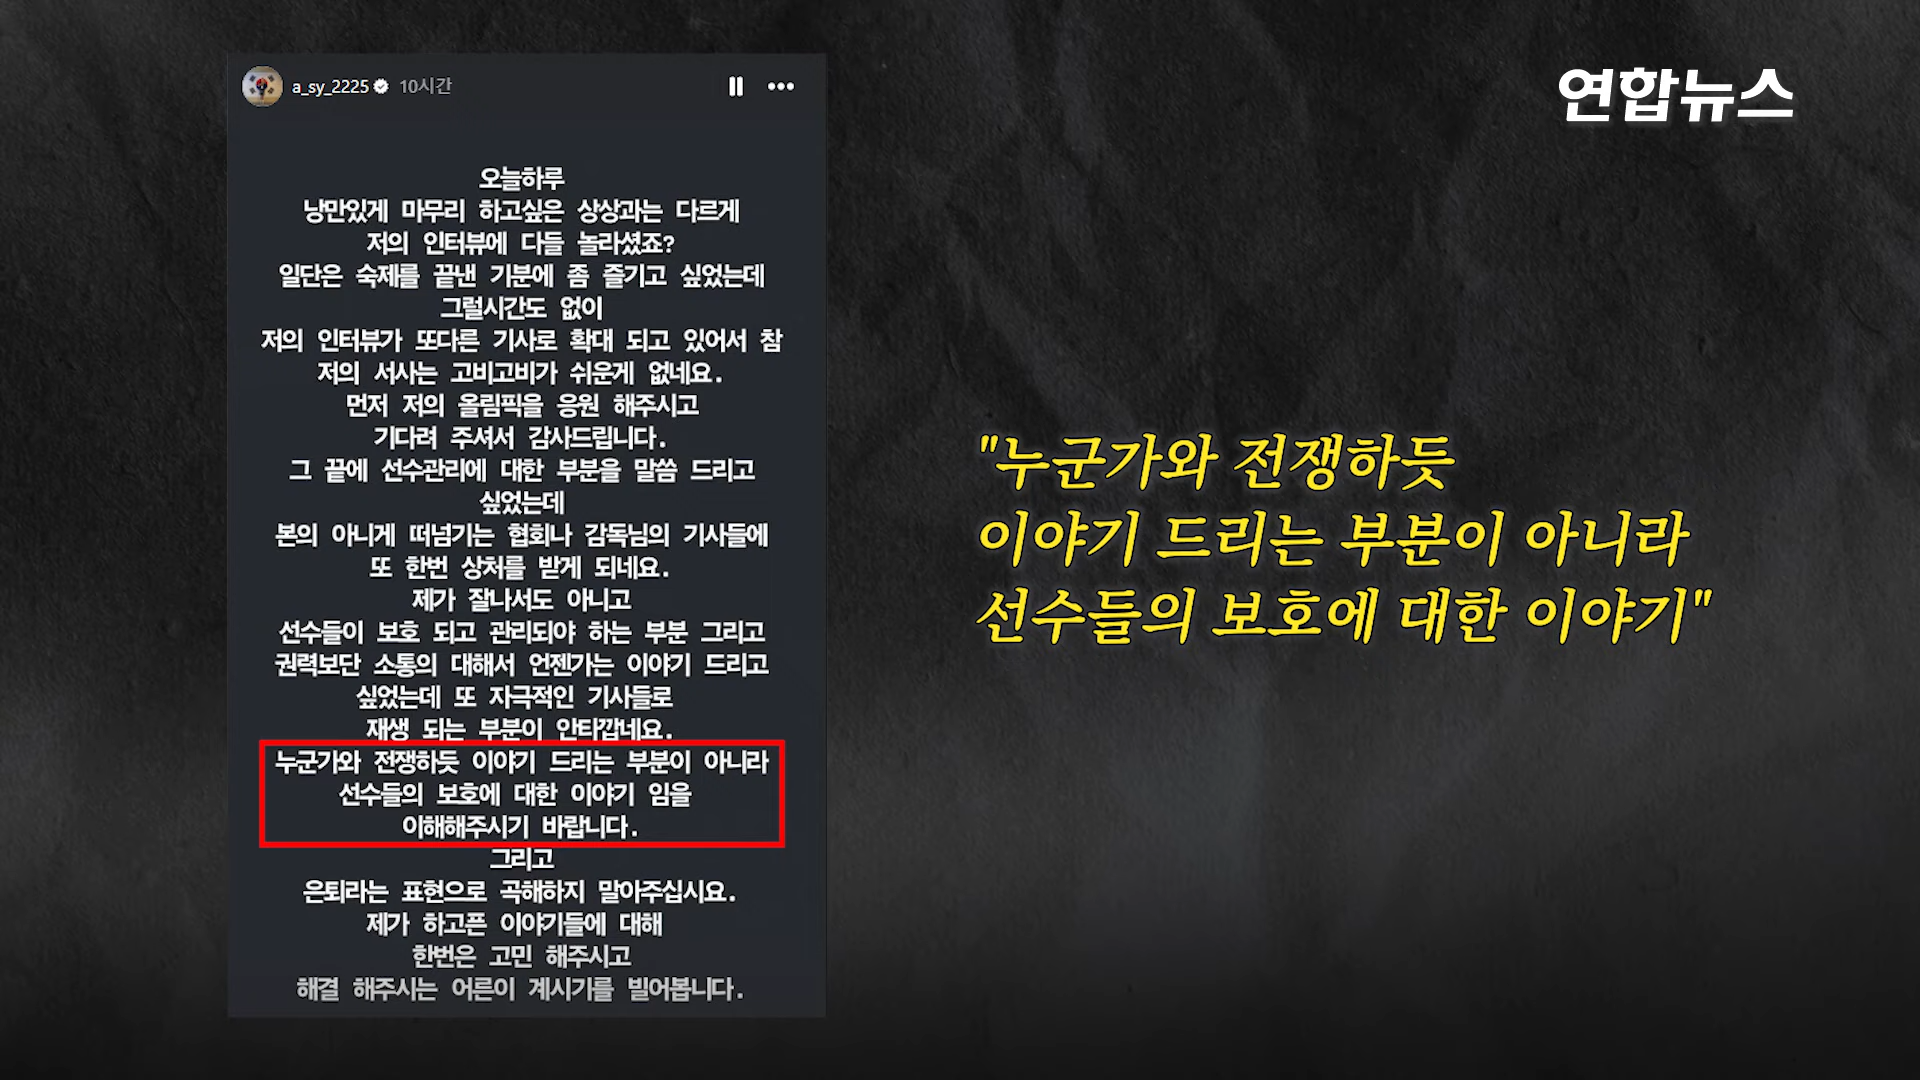 a_sy_2225 10시간
오늘하루
낭만있게 마무리 하고싶은 상상과는 다르게
저의 인터뷰에 다들 놀라셨죠?
일단은 숙제를 끝낸 기분에 좀 즐기고 싶었는데
그럴시간도 없이
저의 인터뷰가 또다른 기사로 확대 되고 있어서 참
저의 서사는 고비고비가 쉬운게 없네요.
먼저 저의 올림픽을 응원 해주시고
기다려 주셔서 감사드립니다.
그 끝에 선수관리에 대한 부분을 말씀 드리고
싶었는데
본의 아니게 떠넘기는 협회나 감독님의 기사들에
또 한번 상처를 받게 되네요.
제가 잘나서도 아니고
선수들이 보호 되고 관리되야 하는 부분 그리고
권력보단 소통의 대해서 언젠가는 이야기 드리고
싶었는데 또 자극적인 기사들로
재생 되는 부분이 안타깝네요.
누군가와 전쟁하듯 이야기 드리는 부분이 아니라
선수들의 보호에 대한 이야기 임을
이해해주시기 바랍니다.
그리고
은퇴라는 표현으로 곡해하지 말아주십시요.
제가 하고픈 이야기들에 대해
한번은 고민 해주시고
해결 해주시는 어른이 계시기를 빌어봅니다.
연합뉴스
"누군가와 전쟁하듯
이야기 드리는 부분이 아니라
선수들의 보호에 대한 이야기"